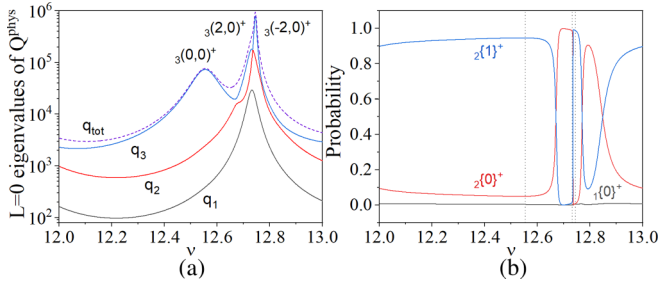 L=0 eigenvalues of Q^phys
10^6
10^5
10^4
10^3
10^2
₃(0,0)⁺
₃(2,0)⁺
₃(-2,0)⁺
q_tot
q₃
q₂
q₁
12.0 12.2 12.4 12.6 12.8 13.0
ν
(a)
Probability
1.0
0.8
0.6
0.4
0.2
0.0
₂{1}⁺
₂{0}⁺
₁{0}⁺
12.0 12.2 12.4 12.6 12.8 13.0
ν
(b)